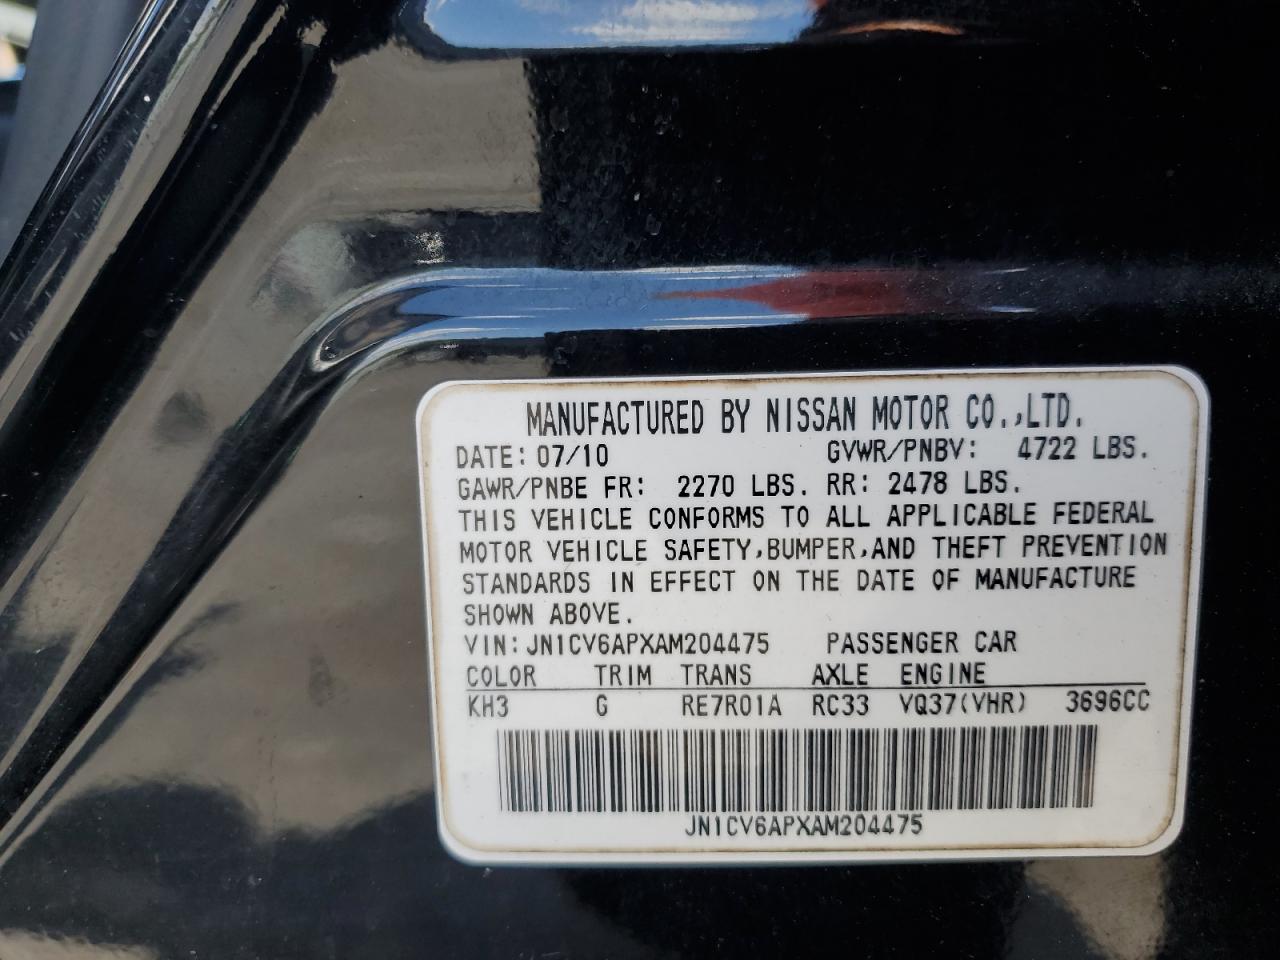 MANUFACTURED BY NISSAN MOTOR CO.,LTD.
DATE: 07/10 GVWR/PNBV: 4722 LBS.
GAWR/PNBE FR: 2270 LBS. RR: 2478 LBS.
THIS VEHICLE CONFORMS TO ALL APPLICABLE FEDERAL
MOTOR VEHICLE SAFETY,BUMPER,AND THEFT PREVENTION
STANDARDS IN EFFECT ON THE DATE OF MANUFACTURE
SHOWN ABOVE.
VIN: JN1CV6APXAM204475 PASSENGER CAR
COLOR TRIM TRANS AXLE ENGINE
KH3 G RE7R01A RC33 VQ37(VHR) 3696CC
JN1CV6APXAM204475